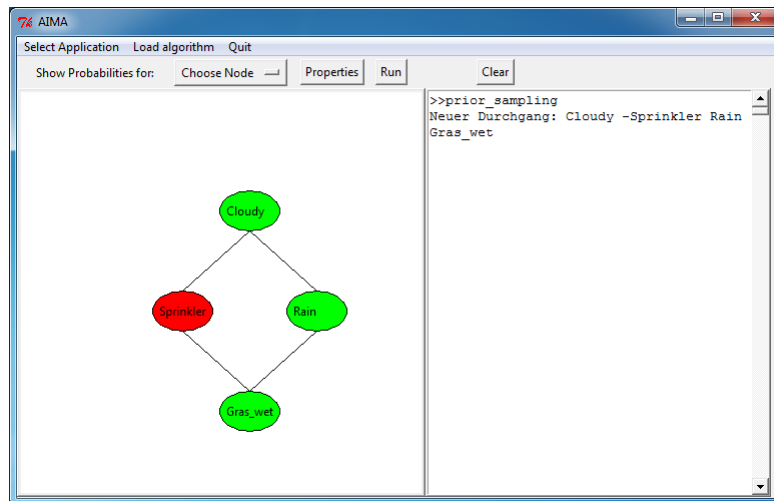 AIMA
Select Application Load algorithm Quit
Show Probabilities for: Choose Node Properties Run Clear
>>prior_sampling
Neuer Durchgang: Cloudy -Sprinkler Rain
Gras_wet
Cloudy
Sprinkler Rain
Gras_wet